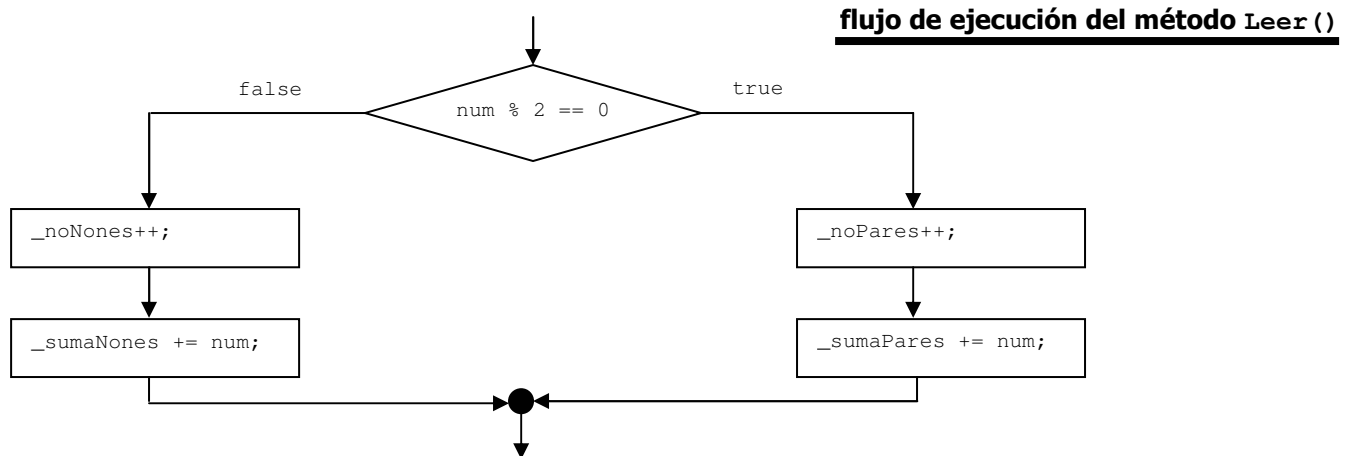 flujo de ejecución del método Leer()
false
true
num % 2 == 0
_noNones++;
_noPares++;
_sumaNones += num;
_sumaPares += num;